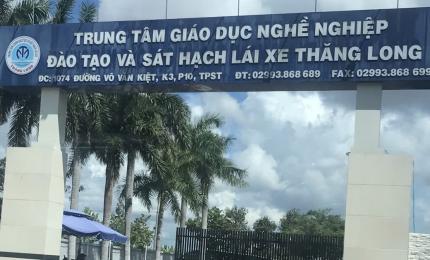 TRUNG TÂM GIÁO DỤC NGHỀ NGHIỆP
ĐÀO TẠO VÀ SÁT HẠCH LÁI XE THĂNG LONG
ĐC: 1074 ĐƯỜNG VÕ VĂN KIỆT, K3, P10, TPST ĐT: 02993.868 689 FAX: 02993.868 699